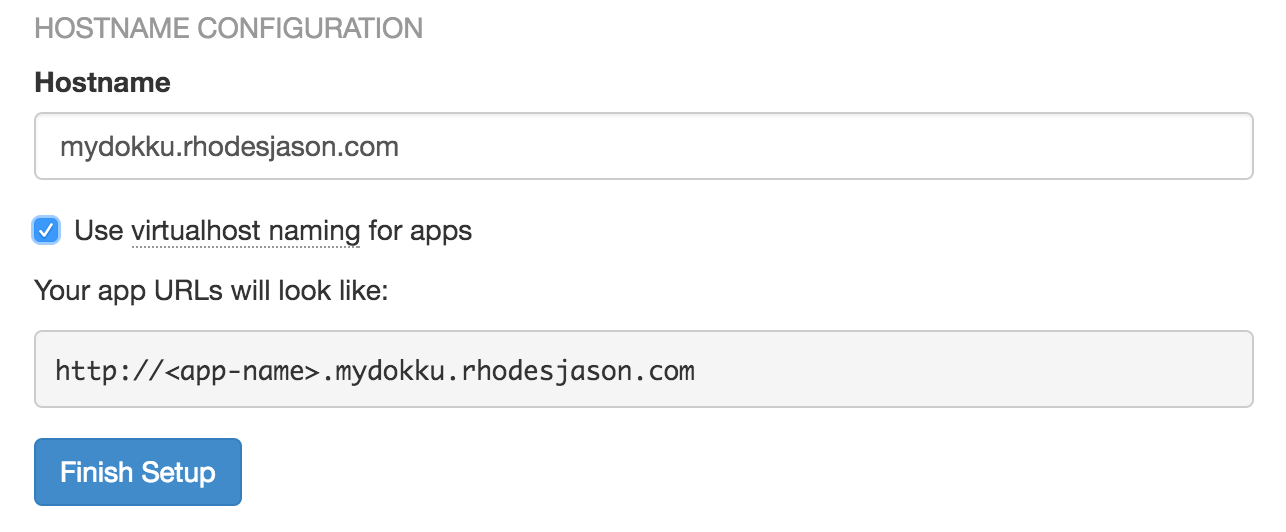 HOSTNAME CONFIGURATION
Hostname
mydokku.rhodesjason.com
Use virtualhost naming for apps
Your app URLs will look like:
http://<app-name>.mydokku.rhodesjason.com
Finish Setup